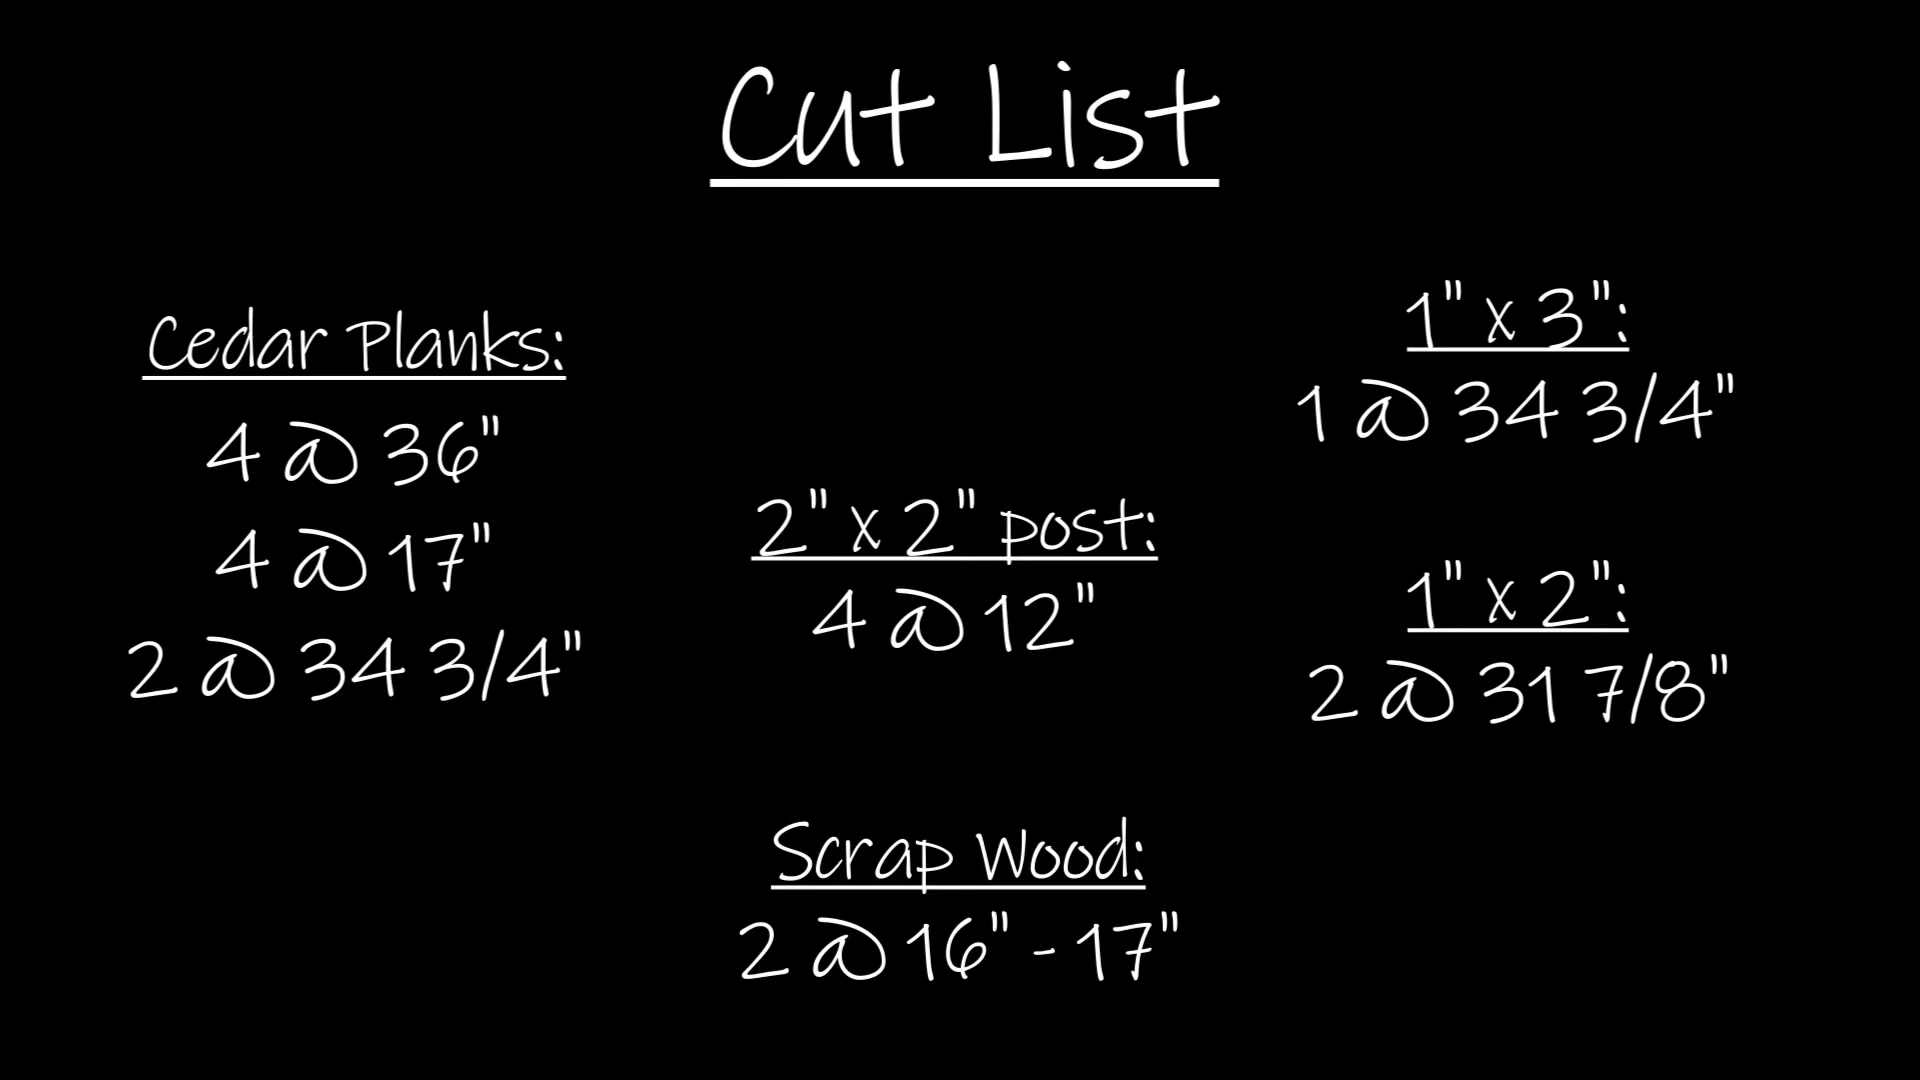 Cut List
Cedar Planks:
4 @ 36"
4 @ 17"
2 @ 34 3/4"
2" x 2" post:
4 @ 12"
1" x 3":
1 @ 34 3/4"
1" x 2":
2 @ 31 7/8"
Scrap Wood:
2 @ 16" - 17"